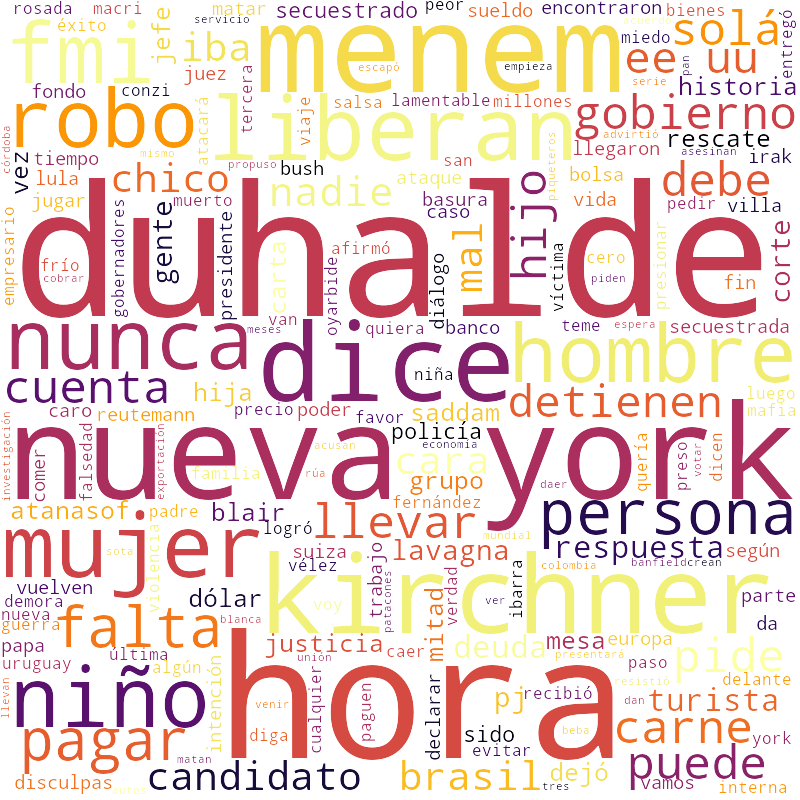 rosada macri matar peor sueldo encontraron bienes acuerdo
servicio secuestrado
fmi éxito jefe iba menem miedo pan solá entregó
juez escapó empieza ee uu
fondo conzi tercera viaje salsa lamentable millones serie historia
robo atacará liberan advirtió gobierno
córdoba vez tiempo mismo propuso bush ataque san llegaron piqueteros asesinan rescate irak
lula chico nadie basura bolsa debe
jugar muerto caso hijo vida pedir villa
empresario gente gobernadores presidente carta afirmó mal víctima cero presionar corte
frío cobrar duhalde oyarbide diálogo piden fin
van quiera banco teme espera secuestrada
nunca meses dice niña hombre
cuenta hija precio poder favor saddam detienen luego mafia
caro reutemann policía economía
investigación comer falsedad exportación nueva york acusan quería preso votar dicen
familia rúa cara daer
atanasof padre grupo fernández persona
mujer violencia blair logró llevar mundial
suiza lavagna respuesta según
vuelven sota dólar vélez trabajo patacones verdad ibarra colombia banfield crean
demora nueva voy kirchner ver parte
guerra falta blanca mitad da
papa última justicia caer deuda mesa europa pide
uruguay algún unión presentará paso delante
llevan niño intención cualquier paguen declarar pj recibió resistió turista
venir hora sido dan carne york
pagar diga evitar beba puede
disculpas matan candidato brasil dejó vamos interna
autos tres